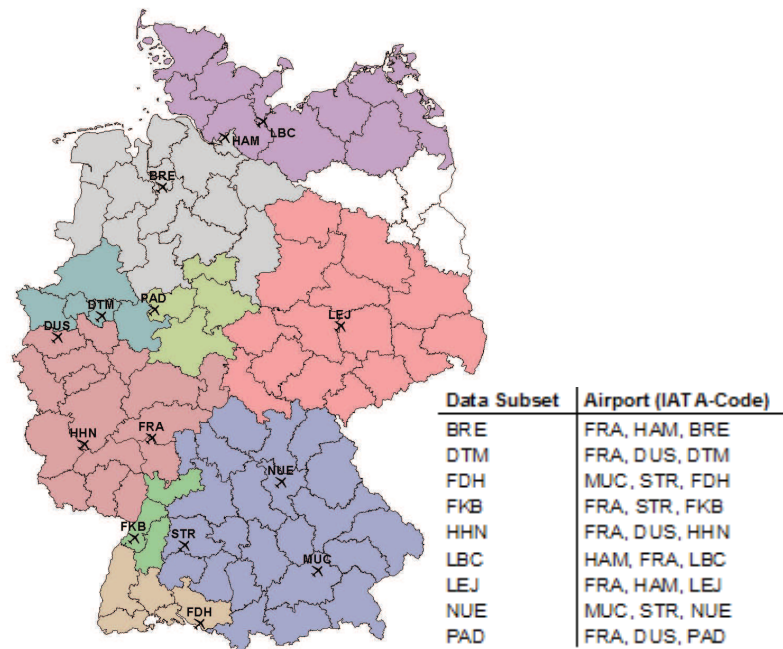 LBC
HAM
BRE
PAD
DTM
LEJ
DUS
FRA
HHN
NUE
FKB
STR
MUC
FDH
Data Subset Airport (IATA-Code)
BRE FRA, HAM, BRE
DTM FRA, DUS, DTM
FDH MUC, STR, FDH
FKB FRA, STR, FKB
HHN FRA, DUS, HHN
LBC HAM, FRA, LBC
LEJ FRA, HAM, LEJ
NUE MUC, STR, NUE
PAD FRA, DUS, PAD